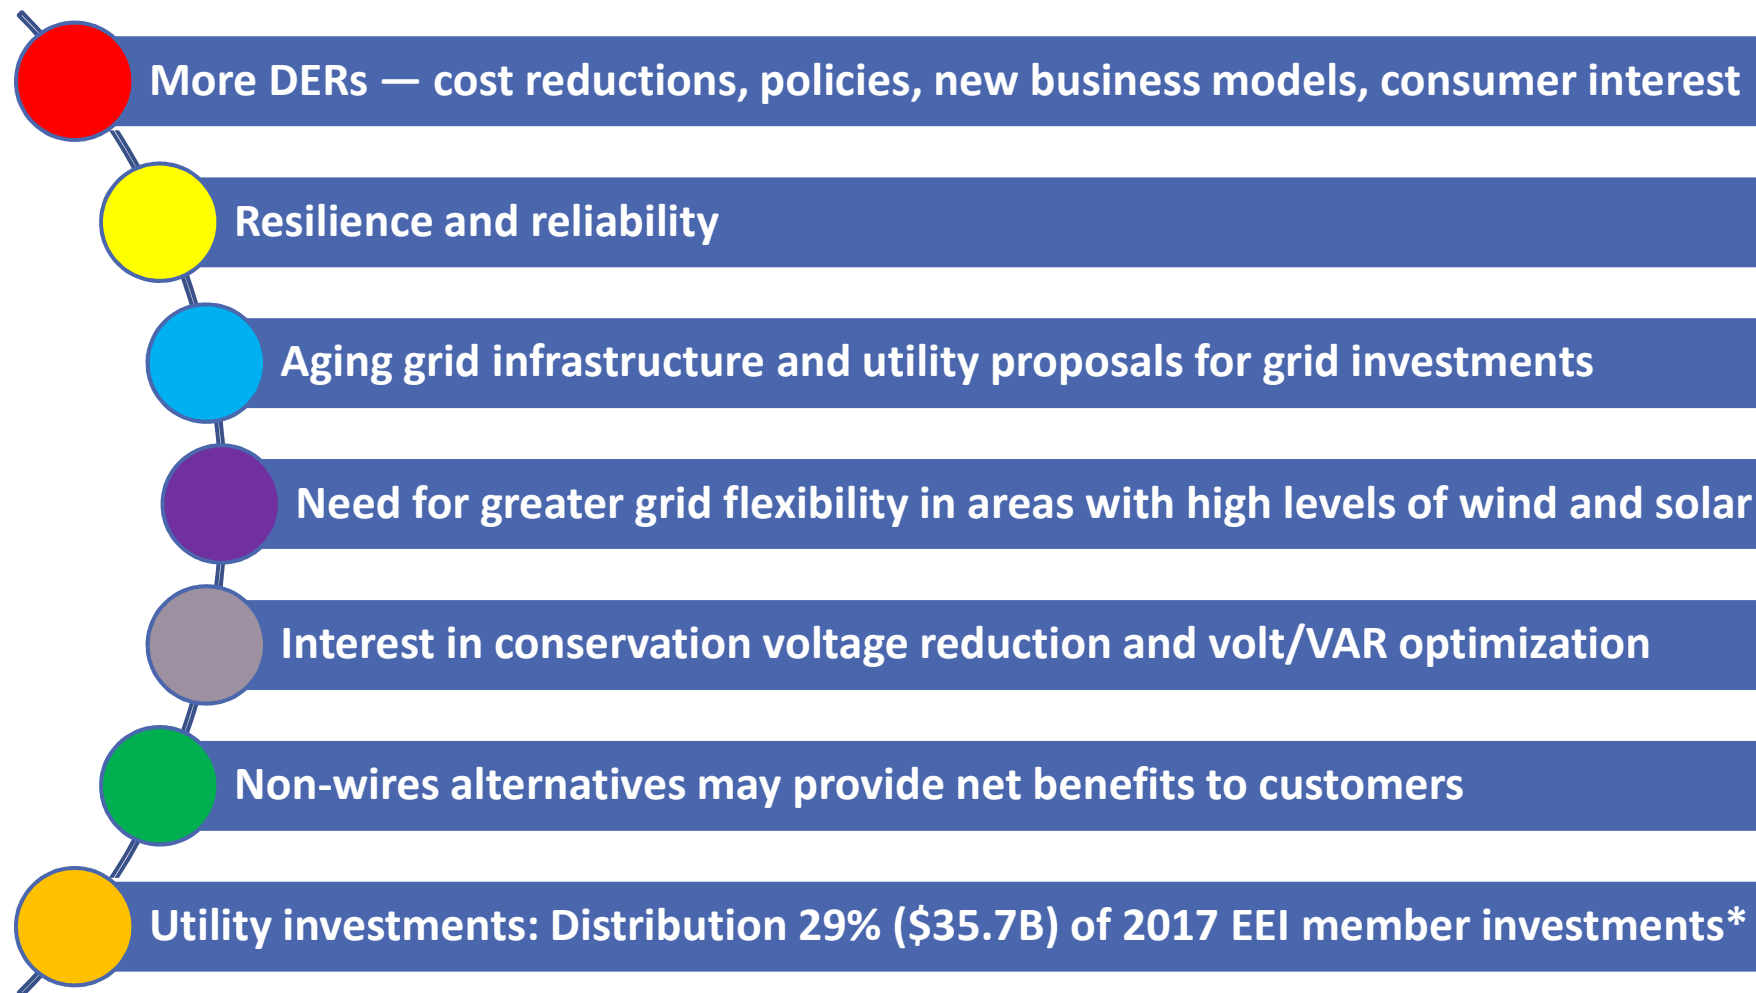 More DERs — cost reductions, policies, new business models, consumer interest
Resilience and reliability
Aging grid infrastructure and utility proposals for grid investments
Need for greater grid flexibility in areas with high levels of wind and solar
Interest in conservation voltage reduction and volt/VAR optimization
Non-wires alternatives may provide net benefits to customers
Utility investments: Distribution 29% ($35.7B) of 2017 EEI member investments*